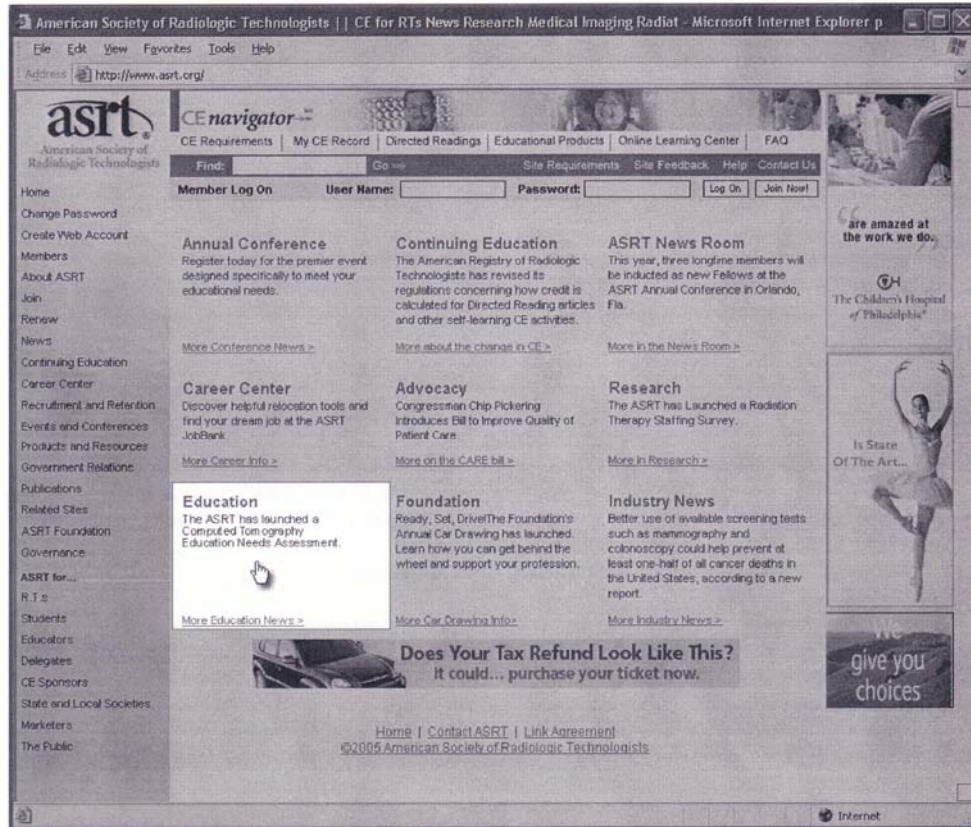 American Society of Radiologic Technologists || CE for RTs News Research Medical Imaging Radiat - Microsoft Internet Explorer p
File Edit View Favorites Tools Help
Address http://www.asrt.org/
asrt
American Society of
Radiologic Technologists
CE navigator
CE Requirements | My CE Record | Directed Readings | Educational Products | Online Learning Center | FAQ
Find: Go Site Requirements Site Feedback Help Contact Us
Member Log On User Name: Password: Log On Join Now!
Home
Change Password
Create Web Account
Members
About ASRT
Join
Renew
News
Continuing Education
Career Center
Recruitment and Retention
Events and Conferences
Products and Resources
Government Relations
Publications
Related Sites
ASRT Foundation
Governance
ASRT for...
R.T.s
Students
Educators
Delegates
CE Sponsors
State and Local Societies
Marketers
The Public
Annual Conference
Register today for the premier event
designed specifically to meet your
educational needs.
More Conference News >
Continuing Education
The American Registry of Radiologic
Technologists has revised its
regulations concerning how credit is
calculated for Directed Reading articles
and other self-learning CE activities.
More about the change in CE >
ASRT News Room
This year, three longtime members will
be inducted as new Fellows at the
ASRT Annual Conference in Orlando,
Fla.
More in the News Room >
Career Center
Discover helpful relocation tools and
find your dream job at the ASRT
JobBank.
More Career Info >
Advocacy
Congressman Chip Pickering
Introduces Bill to Improve Quality of
Patient Care.
More on the CARE bill >
Research
The ASRT has Launched a Radiation
Therapy Staffing Survey.
More in Research >
Education
The ASRT has launched a
Computed Tomography
Education Needs Assessment.
More Education News >
Foundation
Ready, Set, Drive!The Foundation's
Annual Car Drawing has launched.
Learn how you can get behind the
wheel and support your profession.
More Car Drawing Info>
Industry News
Better use of available screening tests
such as mammography and
colonoscopy could help prevent at
least one-half of all cancer deaths in
the United States, according to a new
report.
More Industry News >
Does Your Tax Refund Look Like This?
It could... purchase your ticket now.
Home | Contact ASRT | Link Agreement
©2005 American Society of Radiologic Technologists
are amazed at
the work we do.
The Children's Hospital
of Philadelphia®
Is State
Of The Art...
We
give you
choices
Internet